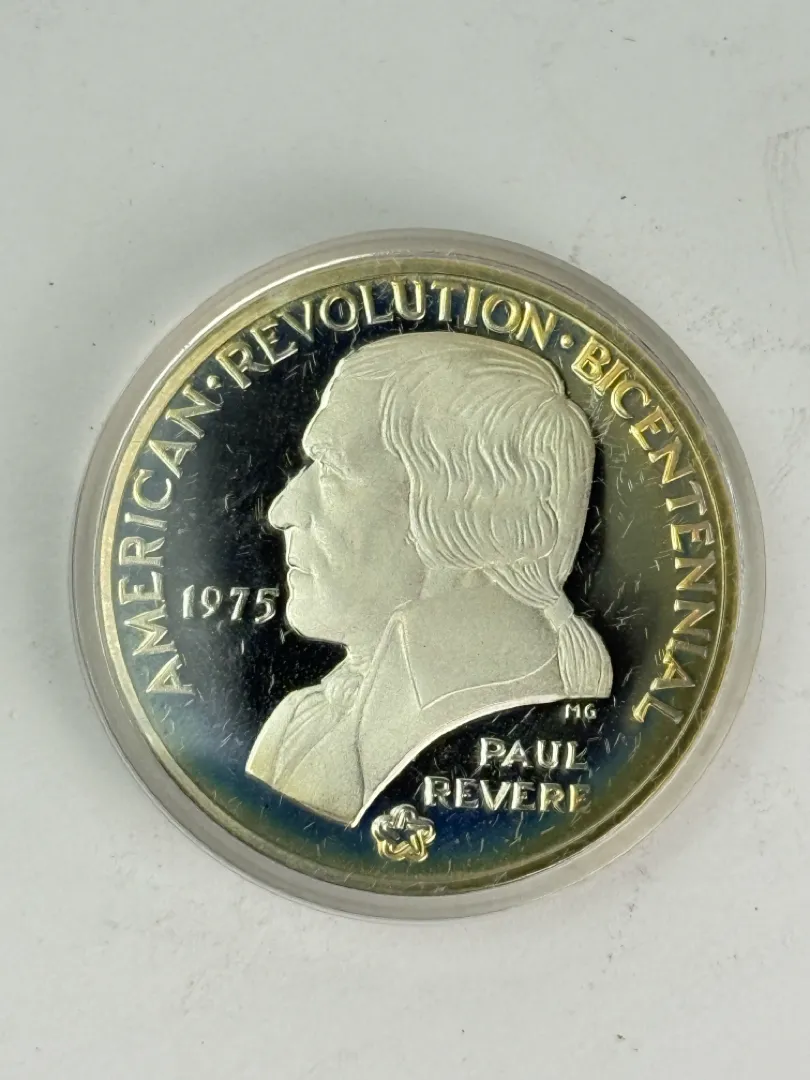 AMERICAN · REVOLUTION · BICENTENNIAL
1975
MG
PAUL
REVERE